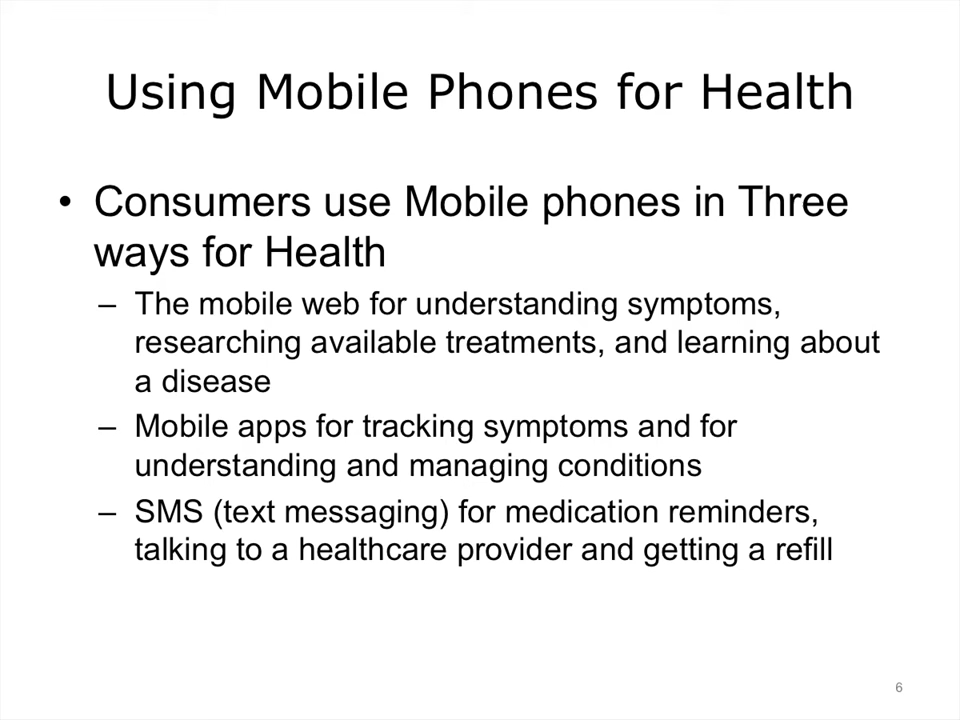 Using Mobile Phones for Health
• Consumers use Mobile phones in Three
ways for Health
– The mobile web for understanding symptoms,
researching available treatments, and learning about
a disease
– Mobile apps for tracking symptoms and for
understanding and managing conditions
– SMS (text messaging) for medication reminders,
talking to a healthcare provider and getting a refill
6